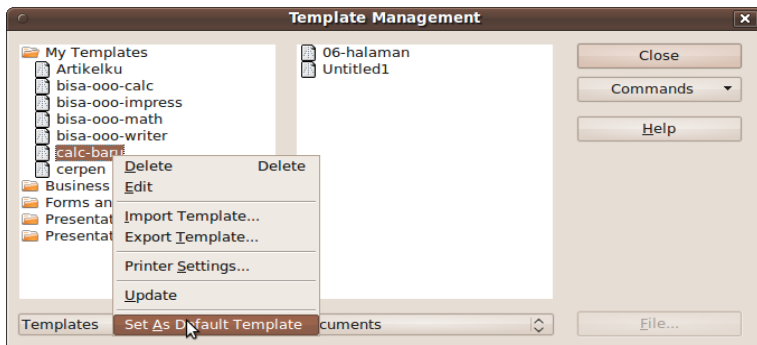 Template Management
My Templates
Artikelku
bisa-ooo-calc
bisa-ooo-impress
bisa-ooo-math
bisa-ooo-writer
calc-baru
cerpen
Business
Forms an
Presentat
Presentat
06-halaman
Untitled1
Delete Delete
Edit
Import Template...
Export Template...
Printer Settings...
Update
Set As Default Template
Templates
cuments
Close
Commands
Help
File...